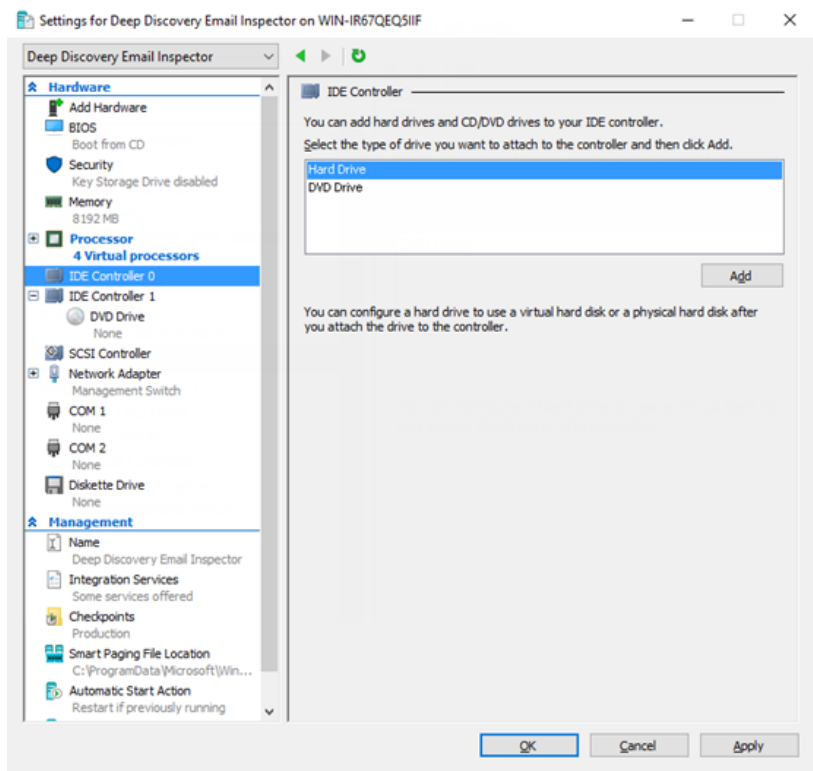 Settings for Deep Discovery Email Inspector on WIN-IR67QEQ5IIF
Deep Discovery Email Inspector
Hardware
Add Hardware
BIOS
Boot from CD
Security
Key Storage Drive disabled
Memory
8192 MB
Processor
4 Virtual processors
IDE Controller 0
IDE Controller 1
DVD Drive
None
SCSI Controller
Network Adapter
Management Switch
COM 1
None
COM 2
None
Diskette Drive
None
Management
Name
Deep Discovery Email Inspector
Integration Services
Some services offered
Checkpoints
Production
Smart Paging File Location
C:\ProgramData\Microsoft\Win...
Automatic Start Action
Restart if previously running
IDE Controller
You can add hard drives and CD/DVD drives to your IDE controller.
Select the type of drive you want to attach to the controller and then click Add.
Hard Drive
DVD Drive
Add
You can configure a hard drive to use a virtual hard disk or a physical hard disk after
you attach the drive to the controller.
OK
Cancel
Apply